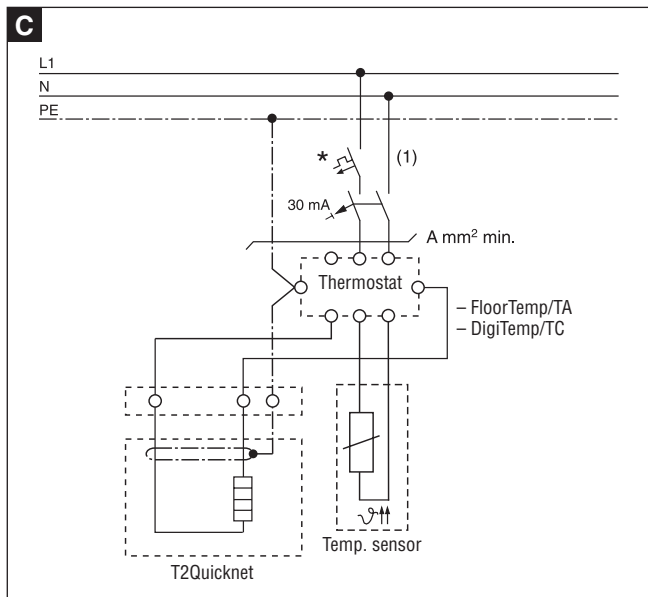 C
L1
N
PE
*
(1)
30 mA
A mm² min.
Thermostat
– FloorTemp/TA
– DigiTemp/TC
ϑ
Temp. sensor
T2Quicknet